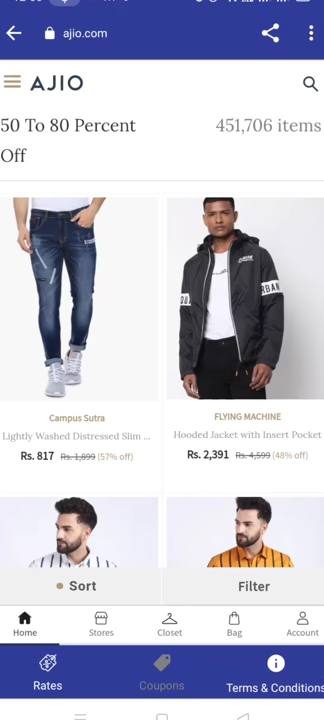 ajio.com
AJIO
50 To 80 Percent
Off
451,706 items
Campus Sutra
Lightly Washed Distressed Slim ...
Rs. 817 Rs. 1,899 (57% off)
FLYING MACHINE
Hooded Jacket with Insert Pocket
Rs. 2,391 Rs. 4,599 (48% off)
Sort
Filter
Home
Stores
Closet
Bag
Account
Rates
Coupons
Terms & Conditions